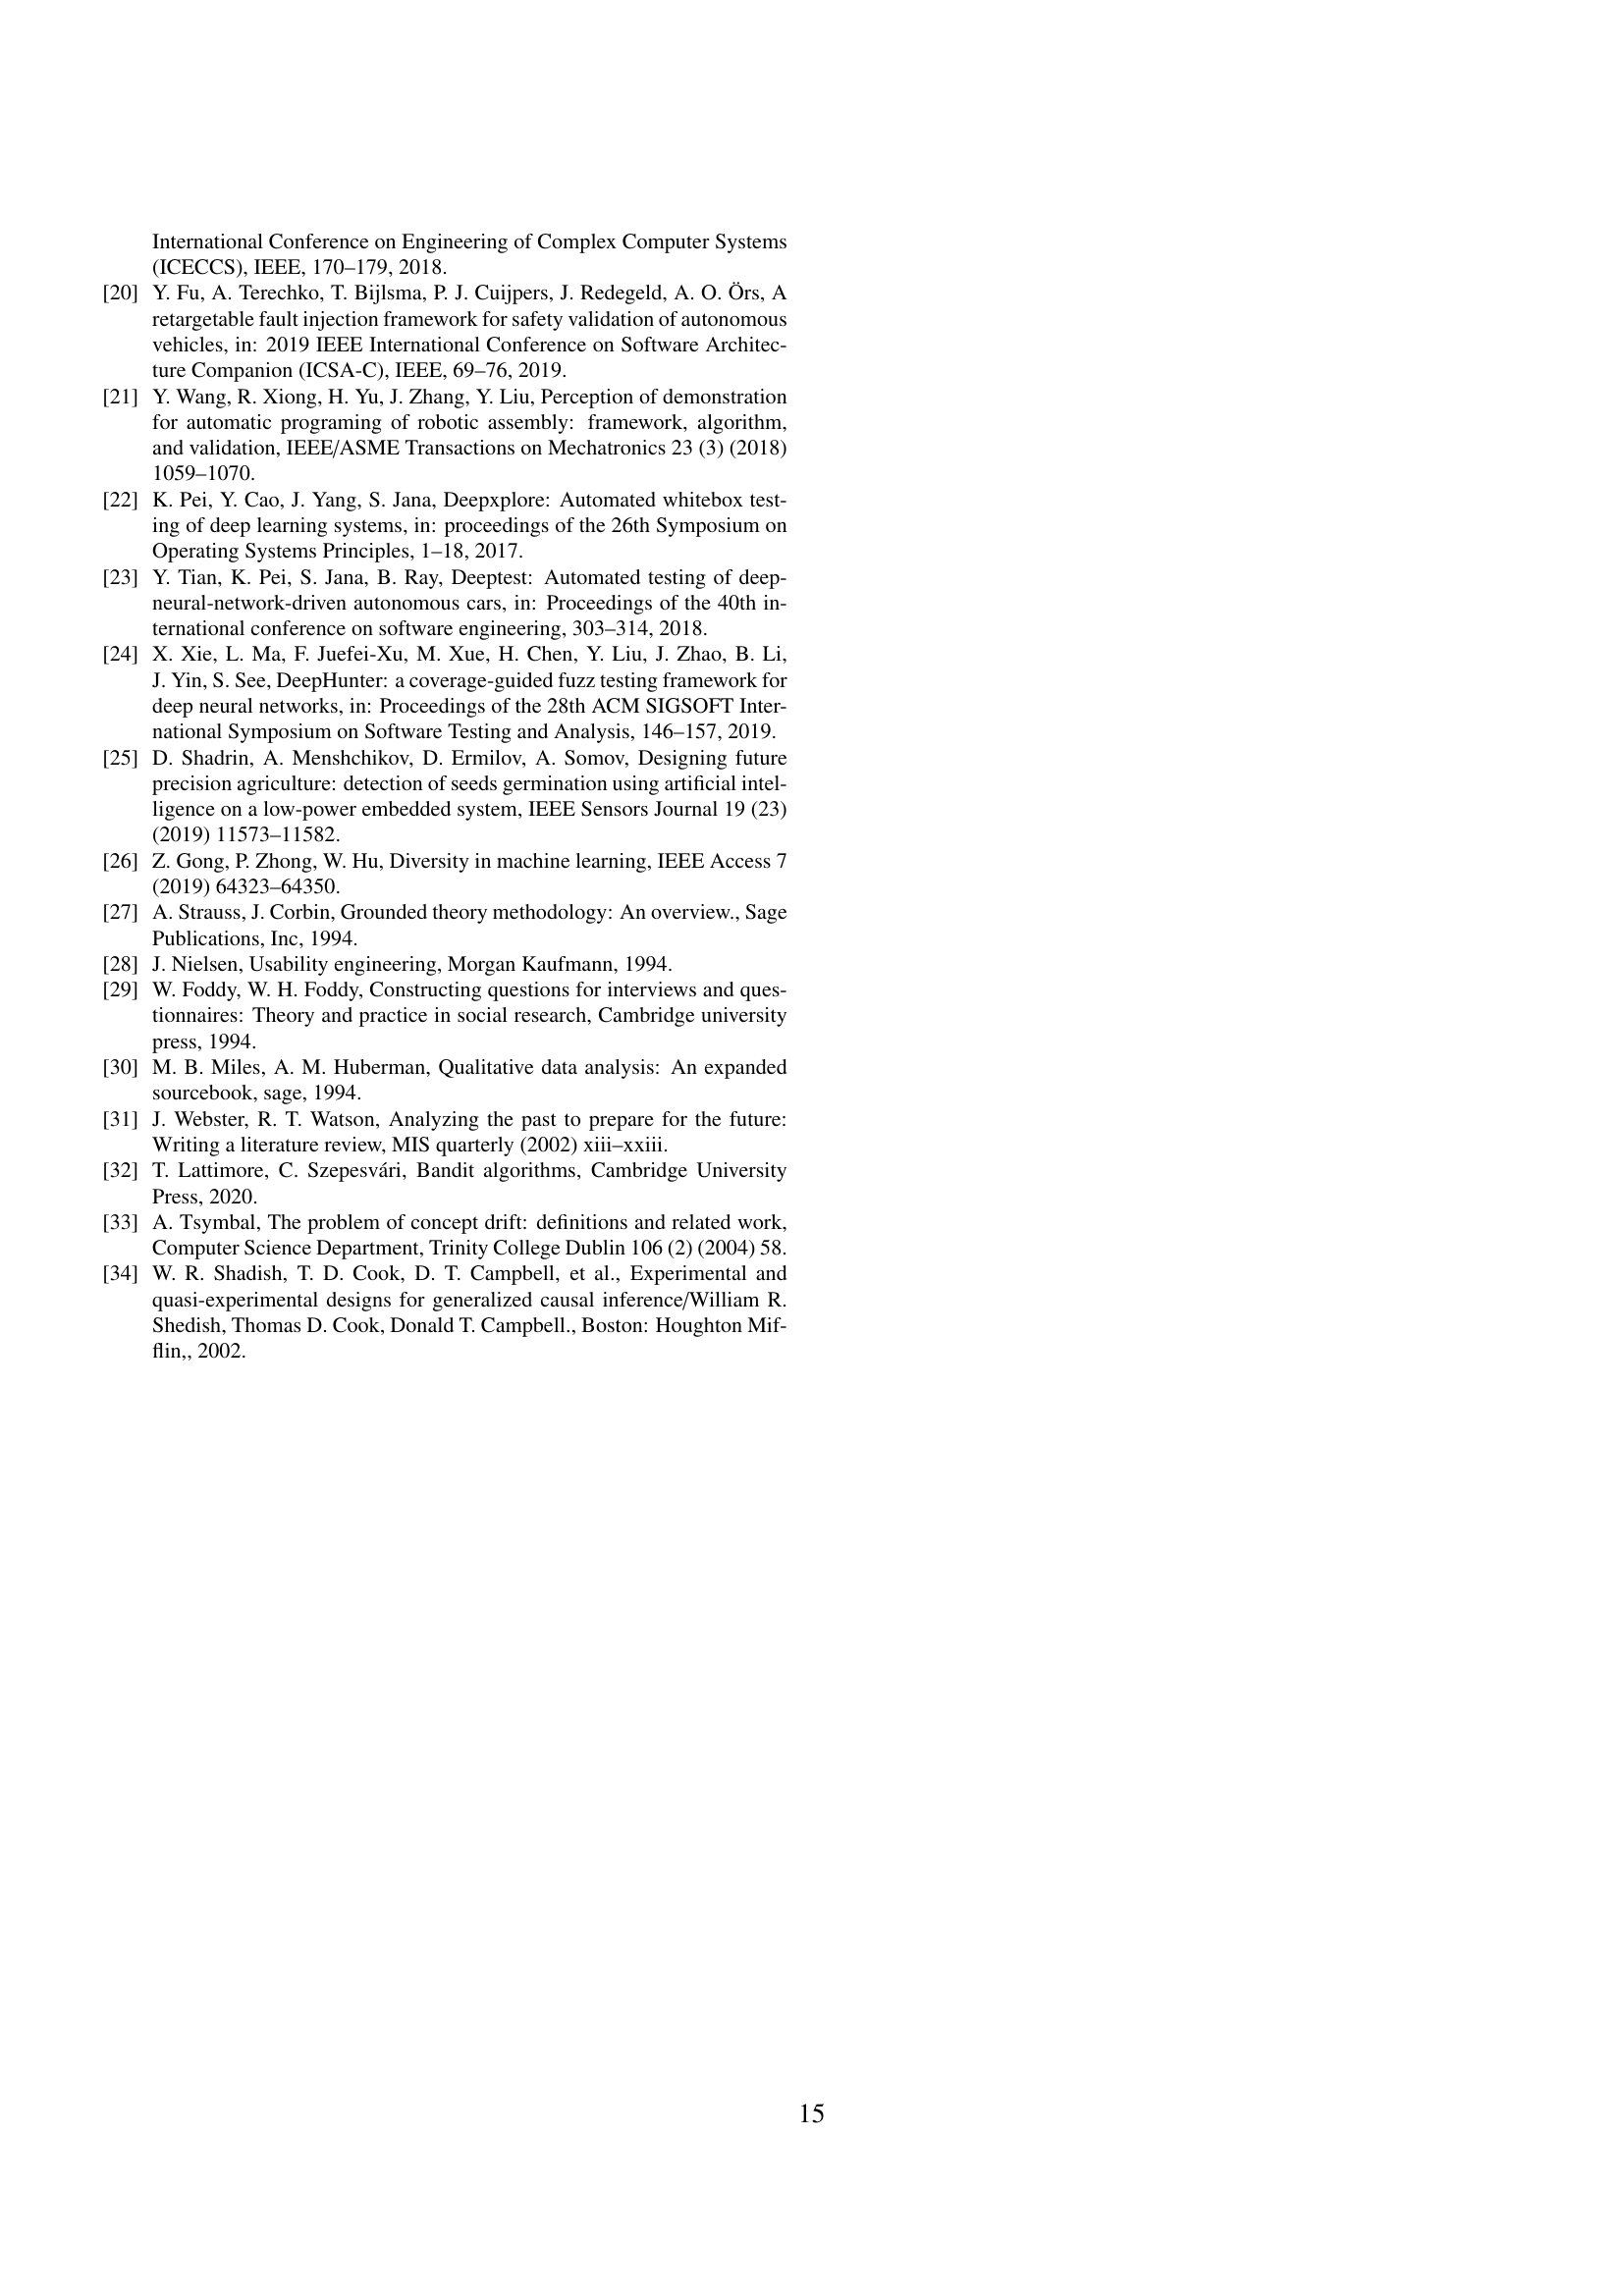 International Conference on Engineering of Complex Computer Systems
(ICECCS), IEEE, 170–179, 2018.
[20] Y. Fu, A. Terechko, T. Bijlsma, P. J. Cuijpers, J. Redegeld, A. O. Örs, A
retargetable fault injection framework for safety validation of autonomous
vehicles, in: 2019 IEEE International Conference on Software Architec-
ture Companion (ICSA-C), IEEE, 69–76, 2019.
[21] Y. Wang, R. Xiong, H. Yu, J. Zhang, Y. Liu, Perception of demonstration
for automatic programing of robotic assembly: framework, algorithm,
and validation, IEEE/ASME Transactions on Mechatronics 23 (3) (2018)
1059–1070.
[22] K. Pei, Y. Cao, J. Yang, S. Jana, Deepxplore: Automated whitebox test-
ing of deep learning systems, in: proceedings of the 26th Symposium on
Operating Systems Principles, 1–18, 2017.
[23] Y. Tian, K. Pei, S. Jana, B. Ray, Deeptest: Automated testing of deep-
neural-network-driven autonomous cars, in: Proceedings of the 40th in-
ternational conference on software engineering, 303–314, 2018.
[24] X. Xie, L. Ma, F. Juefei-Xu, M. Xue, H. Chen, Y. Liu, J. Zhao, B. Li,
J. Yin, S. See, DeepHunter: a coverage-guided fuzz testing framework for
deep neural networks, in: Proceedings of the 28th ACM SIGSOFT Inter-
national Symposium on Software Testing and Analysis, 146–157, 2019.
[25] D. Shadrin, A. Menshchikov, D. Ermilov, A. Somov, Designing future
precision agriculture: detection of seeds germination using artificial intel-
ligence on a low-power embedded system, IEEE Sensors Journal 19 (23)
(2019) 11573–11582.
[26] Z. Gong, P. Zhong, W. Hu, Diversity in machine learning, IEEE Access 7
(2019) 64323–64350.
[27] A. Strauss, J. Corbin, Grounded theory methodology: An overview., Sage
Publications, Inc, 1994.
[28] J. Nielsen, Usability engineering, Morgan Kaufmann, 1994.
[29] W. Foddy, W. H. Foddy, Constructing questions for interviews and ques-
tionnaires: Theory and practice in social research, Cambridge university
press, 1994.
[30] M. B. Miles, A. M. Huberman, Qualitative data analysis: An expanded
sourcebook, sage, 1994.
[31] J. Webster, R. T. Watson, Analyzing the past to prepare for the future:
Writing a literature review, MIS quarterly (2002) xiii–xxiii.
[32] T. Lattimore, C. Szepesvári, Bandit algorithms, Cambridge University
Press, 2020.
[33] A. Tsymbal, The problem of concept drift: definitions and related work,
Computer Science Department, Trinity College Dublin 106 (2) (2004) 58.
[34] W. R. Shadish, T. D. Cook, D. T. Campbell, et al., Experimental and
quasi-experimental designs for generalized causal inference/William R.
Shedish, Thomas D. Cook, Donald T. Campbell., Boston: Houghton Mif-
flin,, 2002.
15